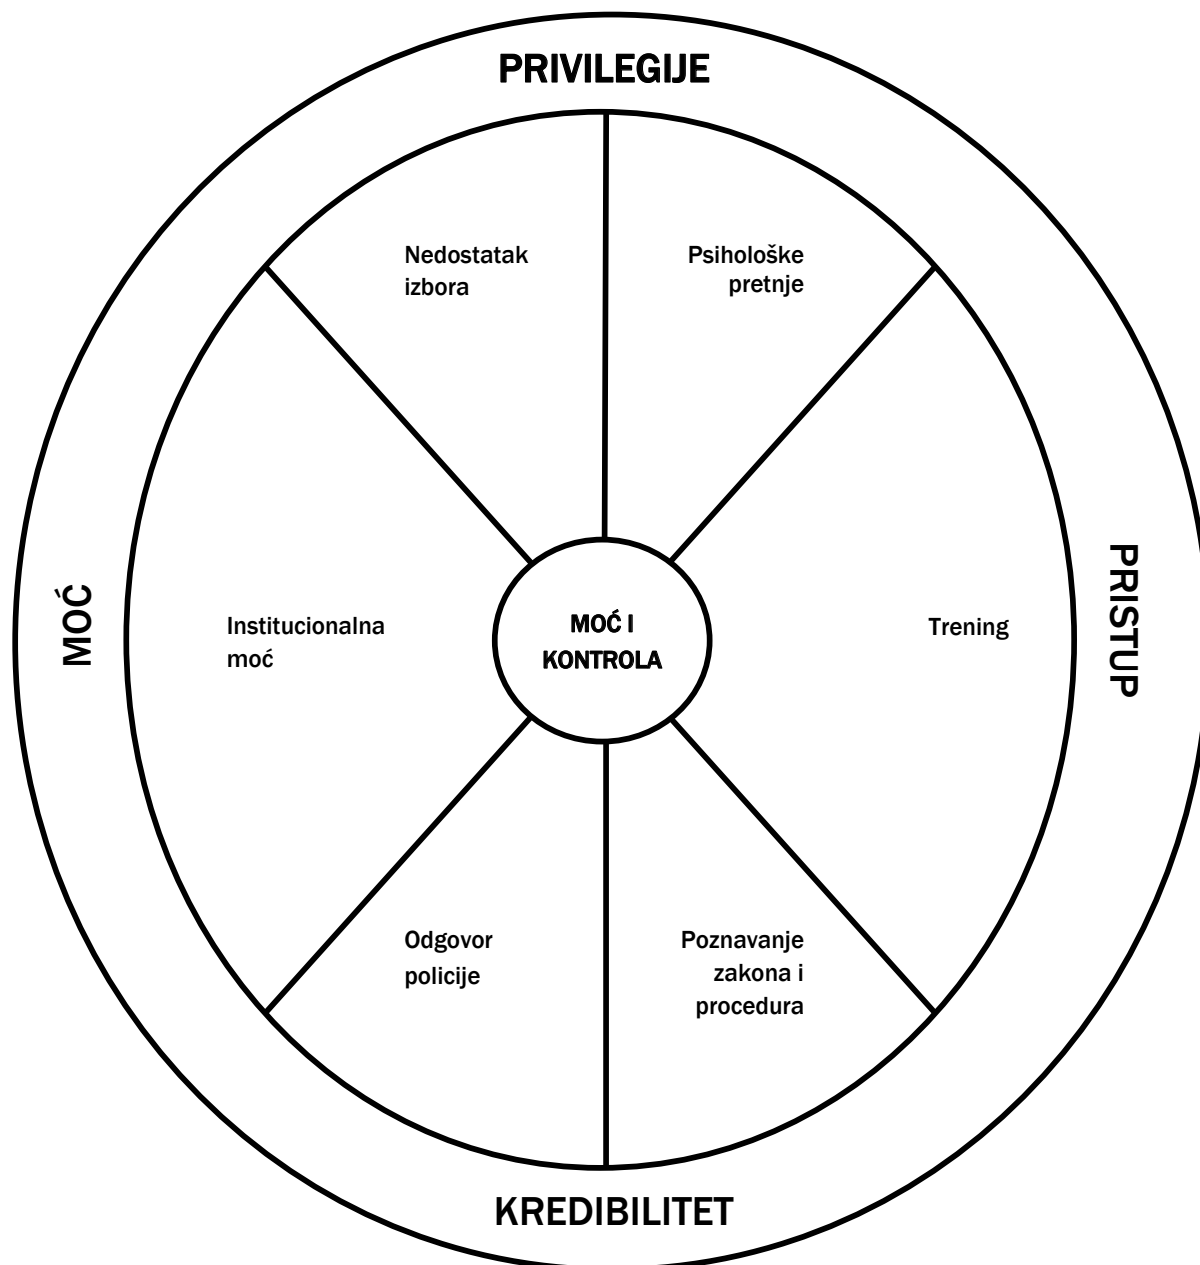 PRIVILEGIJE
Nedostatak
izbora
Psihološke
pretnje
MOĆ
Institucionalna
moć
MOĆ I
KONTROLA
Trening
PRISTUP
Odgovor
policije
Poznavanje
zakona i
procedura
KREDIBILITET